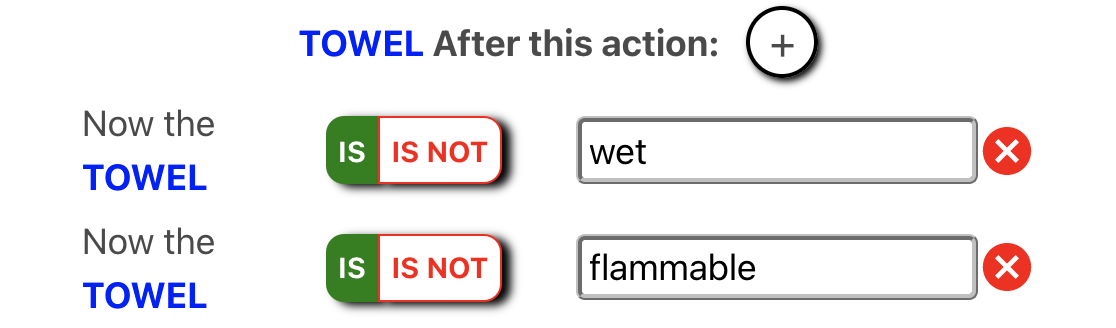 TOWEL After this action: +
Now the
TOWEL
IS IS NOT wet
Now the
TOWEL
IS IS NOT flammable